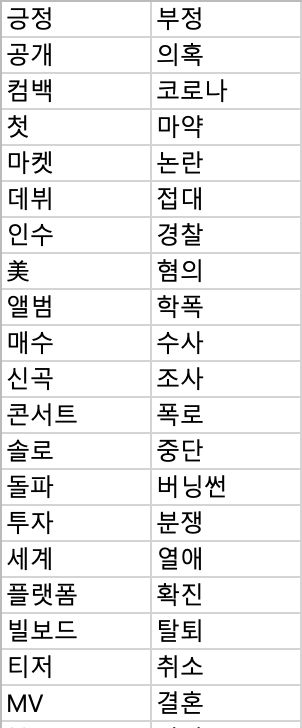 긍정 부정
공개 의혹
컴백 코로나
첫 마약
마켓 논란
데뷔 접대
인수 경찰
美 혐의
앨범 학폭
매수 수사
신곡 조사
콘서트 폭로
솔로 중단
돌파 버닝썬
투자 분쟁
세계 열애
플랫폼 확진
빌보드 탈퇴
티저 취소
MV 결혼